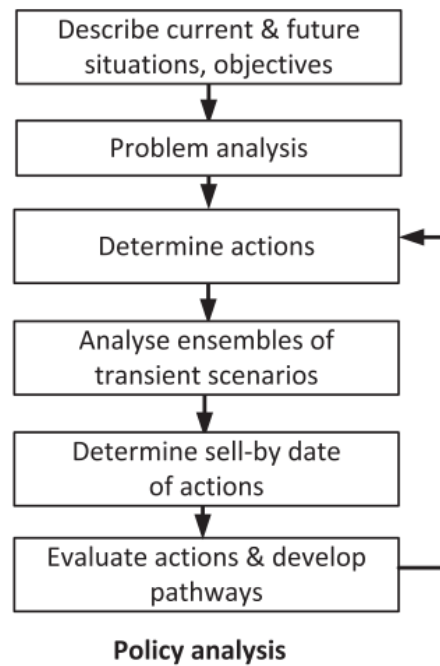 Describe current & future
situations, objectives
Problem analysis
Determine actions
Analyse ensembles of
transient scenarios
Determine sell-by date
of actions
Evaluate actions & develop
pathways
Policy analysis